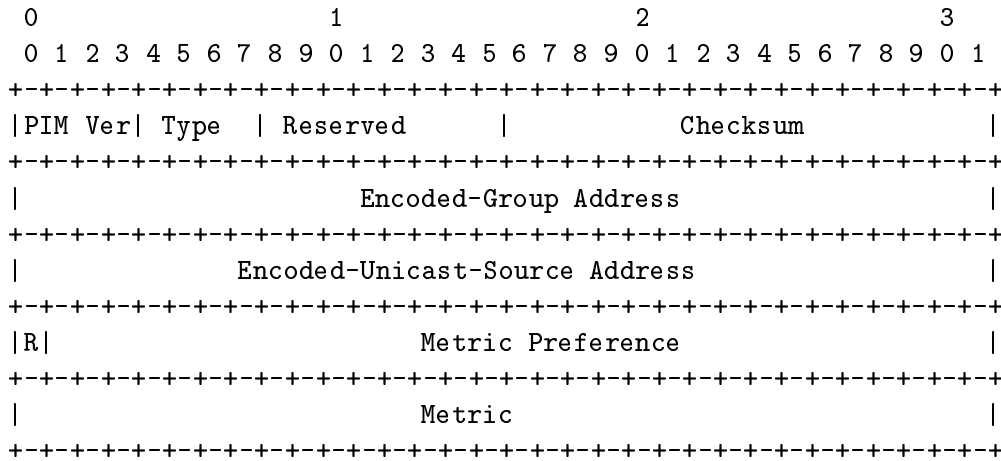 0                   1                   2                   3
 0 1 2 3 4 5 6 7 8 9 0 1 2 3 4 5 6 7 8 9 0 1 2 3 4 5 6 7 8 9 0 1
+-+-+-+-+-+-+-+-+-+-+-+-+-+-+-+-+-+-+-+-+-+-+-+-+-+-+-+-+-+-+-+-+
|PIM Ver| Type  | Reserved      |           Checksum            |
+-+-+-+-+-+-+-+-+-+-+-+-+-+-+-+-+-+-+-+-+-+-+-+-+-+-+-+-+-+-+-+-+
|                      Encoded-Group Address                    |
+-+-+-+-+-+-+-+-+-+-+-+-+-+-+-+-+-+-+-+-+-+-+-+-+-+-+-+-+-+-+-+-+
|              Encoded-Unicast-Source Address                   |
+-+-+-+-+-+-+-+-+-+-+-+-+-+-+-+-+-+-+-+-+-+-+-+-+-+-+-+-+-+-+-+-+
|R|                        Metric Preference                    |
+-+-+-+-+-+-+-+-+-+-+-+-+-+-+-+-+-+-+-+-+-+-+-+-+-+-+-+-+-+-+-+-+
|                          Metric                               |
+-+-+-+-+-+-+-+-+-+-+-+-+-+-+-+-+-+-+-+-+-+-+-+-+-+-+-+-+-+-+-+-+